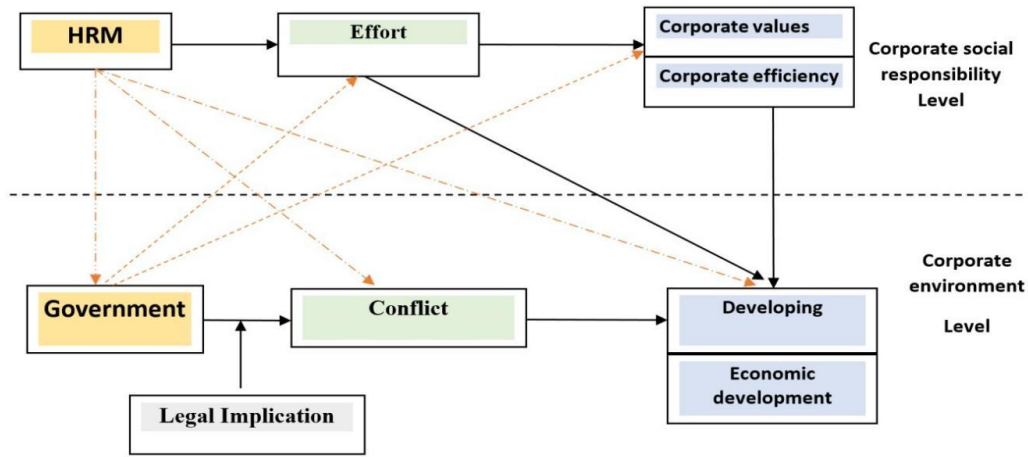 HRM
Effort
Corporate values
Corporate efficiency
Corporate social
responsibility
Level
Government
Conflict
Developing
Economic
development
Corporate
environment
Level
Legal Implication